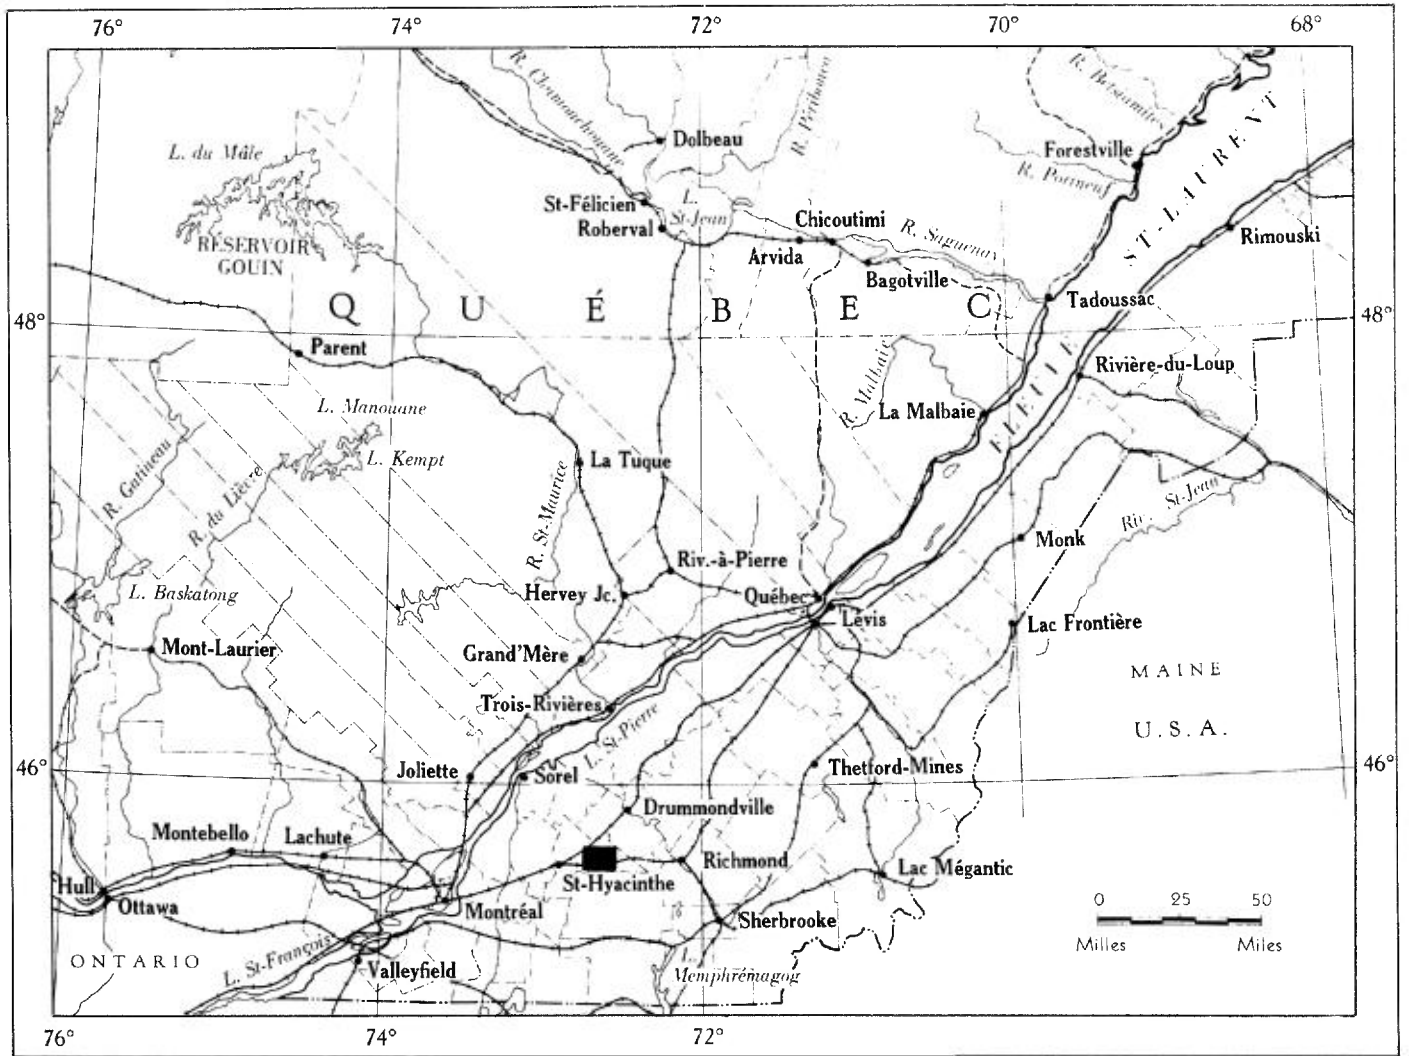 76° 74° 72° 70° 68°
R. Chamouchouane
R. Péribonca
R. Betsiamites
Dolbeau
L. du Mâle
Forestville
R. Portneuf
St-Félicien
L. St-Jean
Roberval
Chicoutimi
R. Saguenay
Arvida
Bagotville
RÉSERVOIR
GOUIN
Rimouski
FLEUVE ST-LAURENT
QUÉBEC
Tadoussac
48° 48°
Parent
Rivière-du-Loup
R. Malbaie
La Malbaie
L. Manouane
L. Kempt
La Tuque
R. Gatineau
R. du Lièvre
R. St-Maurice
Riv. St-Jean
Monk
Riv.-à-Pierre
L. Baskatong
Hervey Jc.
Québec
Lévis
Lac Frontière
Mont-Laurier
Grand'Mère
MAINE
U.S.A.
Trois-Rivières
L. St-Pierre
46° 46°
Joliette
Sorel
Thetford-Mines
Drummondville
Montebello
Lachute
Richmond
Lac Mégantic
St-Hyacinthe
Hull
Ottawa
Montréal
Sherbrooke
0 25 50
Milles Miles
ONTARIO
L. St-François
Valleyfield
L.
Memphrémagog
76° 74° 72°